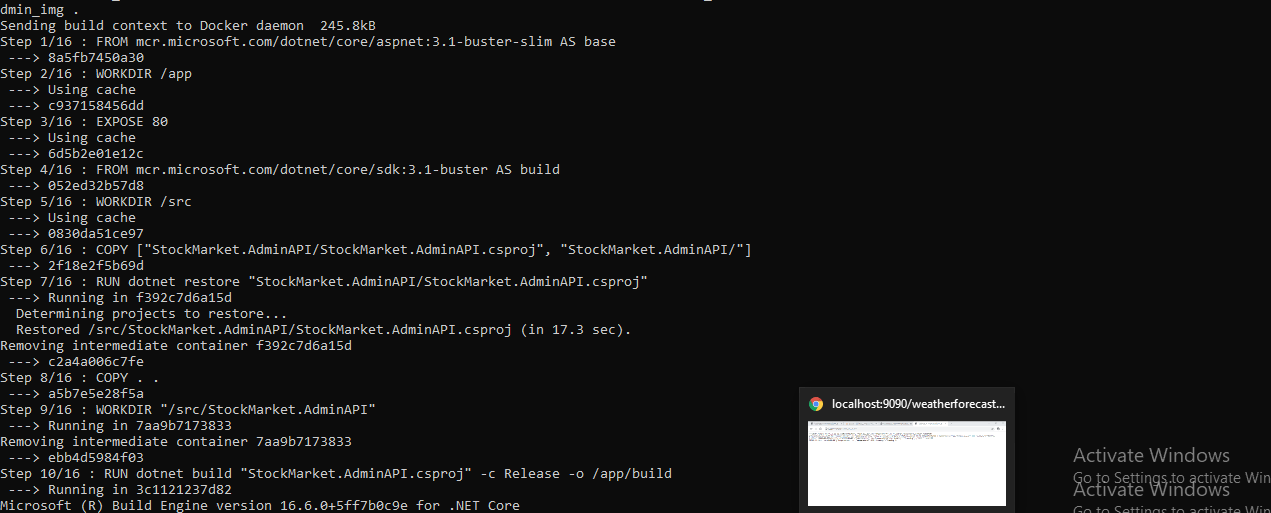 dmin_img .
Sending build context to Docker daemon  245.8kB
Step 1/16 : FROM mcr.microsoft.com/dotnet/core/aspnet:3.1-buster-slim AS base
 ---> 8a5fb7450a30
Step 2/16 : WORKDIR /app
 ---> Using cache
 ---> c937158456dd
Step 3/16 : EXPOSE 80
 ---> Using cache
 ---> 6d5b2e01e12c
Step 4/16 : FROM mcr.microsoft.com/dotnet/core/sdk:3.1-buster AS build
 ---> 052ed32b57d8
Step 5/16 : WORKDIR /src
 ---> Using cache
 ---> 0830da51ce97
Step 6/16 : COPY ["StockMarket.AdminAPI/StockMarket.AdminAPI.csproj", "StockMarket.AdminAPI/"]
 ---> 2f18e2f5b69d
Step 7/16 : RUN dotnet restore "StockMarket.AdminAPI/StockMarket.AdminAPI.csproj"
 ---> Running in f392c7d6a15d
  Determining projects to restore...
  Restored /src/StockMarket.AdminAPI/StockMarket.AdminAPI.csproj (in 17.3 sec).
Removing intermediate container f392c7d6a15d
 ---> c2a4a006c7fe
Step 8/16 : COPY . .
 ---> a5b7e5e28f5a
Step 9/16 : WORKDIR "/src/StockMarket.AdminAPI"
 ---> Running in 7aa9b7173833
Removing intermediate container 7aa9b7173833
 ---> ebb4d5984f03
Step 10/16 : RUN dotnet build "StockMarket.AdminAPI.csproj" -c Release -o /app/build
 ---> Running in 3c1121237d82
Microsoft (R) Build Engine version 16.6.0+5ff7b0c9e for .NET Core
localhost:9090/weatherforecast...
Activate Windows
Go to Settings to activate Win
Activate Windows
Go to Settings to activate Win